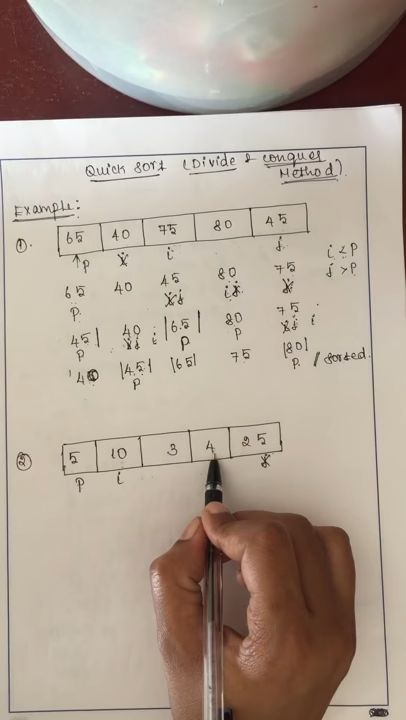 Quick Sort (Divide & Conquer
Method).
Example:
①. 65 40 75 80 45
↑P i i j i < P
j > P
65 40 45 80 75
P i j i j j
45| 40 i |65| 80 75
P i j P P j i
40 |45| |65| 75 |80|
P P // sorted.
② 5 10 3 4 25
P i j